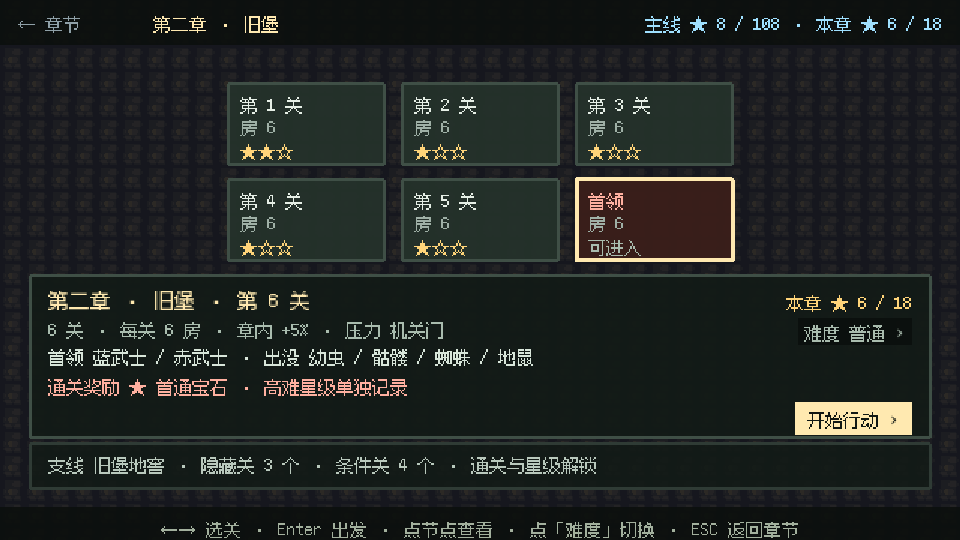 ← 章节 第二章 · 旧堡 主线 ★ 8 / 108 · 本章 ★ 6 / 18
第 1 关
房 6
★★☆
第 2 关
房 6
★☆☆
第 3 关
房 6
★☆☆
第 4 关
房 6
★☆☆
第 5 关
房 6
★☆☆
首领
房 6
可进入
第二章 · 旧堡 · 第 6 关
本章 ★ 6 / 18
6 关 · 每关 6 房 · 章内 +5% · 压力 机关门
难度 普通 ›
首领 蓝武士 / 赤武士 · 出没 幼虫 / 骷髅 / 蜘蛛 / 地鼠
通关奖励 ★ 首通宝石 · 高难星级单独记录
开始行动 ›
支线 旧堡地窖 · 隐藏关 3 个 · 条件关 4 个 · 通关与星级解锁
←→ 选关 · Enter 出发 · 点节点查看 · 点「难度」切换 · ESC 返回章节